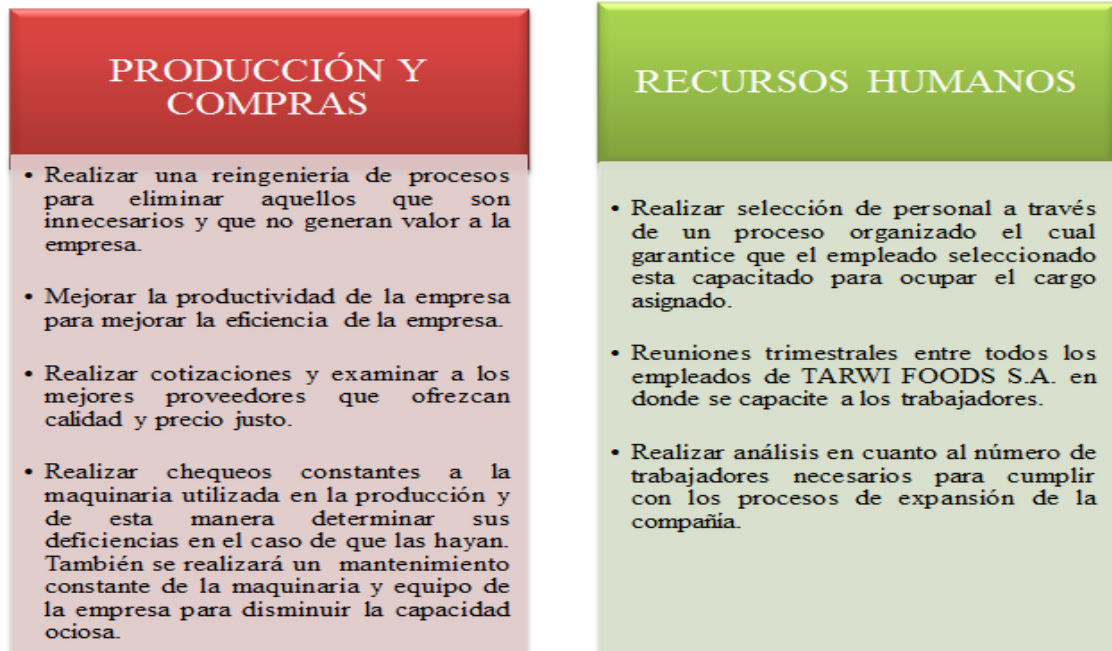 PRODUCCIÓN Y
COMPRAS
• Realizar una reingeniería de procesos
para eliminar aquellos que son
innecesarios y que no generan valor a la
empresa.
• Mejorar la productividad de la empresa
para mejorar la eficiencia de la empresa.
• Realizar cotizaciones y examinar a los
mejores proveedores que ofrezcan
calidad y precio justo.
• Realizar chequeos constantes a la
maquinaria utilizada en la producción y
de esta manera determinar sus
deficiencias en el caso de que las hayan.
También se realizará un mantenimiento
constante de la maquinaria y equipo de
la empresa para disminuir la capacidad
ociosa.
RECURSOS HUMANOS
• Realizar selección de personal a través
de un proceso organizado el cual
garantice que el empleado seleccionado
esta capacitado para ocupar el cargo
asignado.
• Reuniones trimestrales entre todos los
empleados de TARWI FOODS S.A. en
donde se capacite a los trabajadores.
• Realizar análisis en cuanto al número de
trabajadores necesarios para cumplir
con los procesos de expansión de la
compañía.